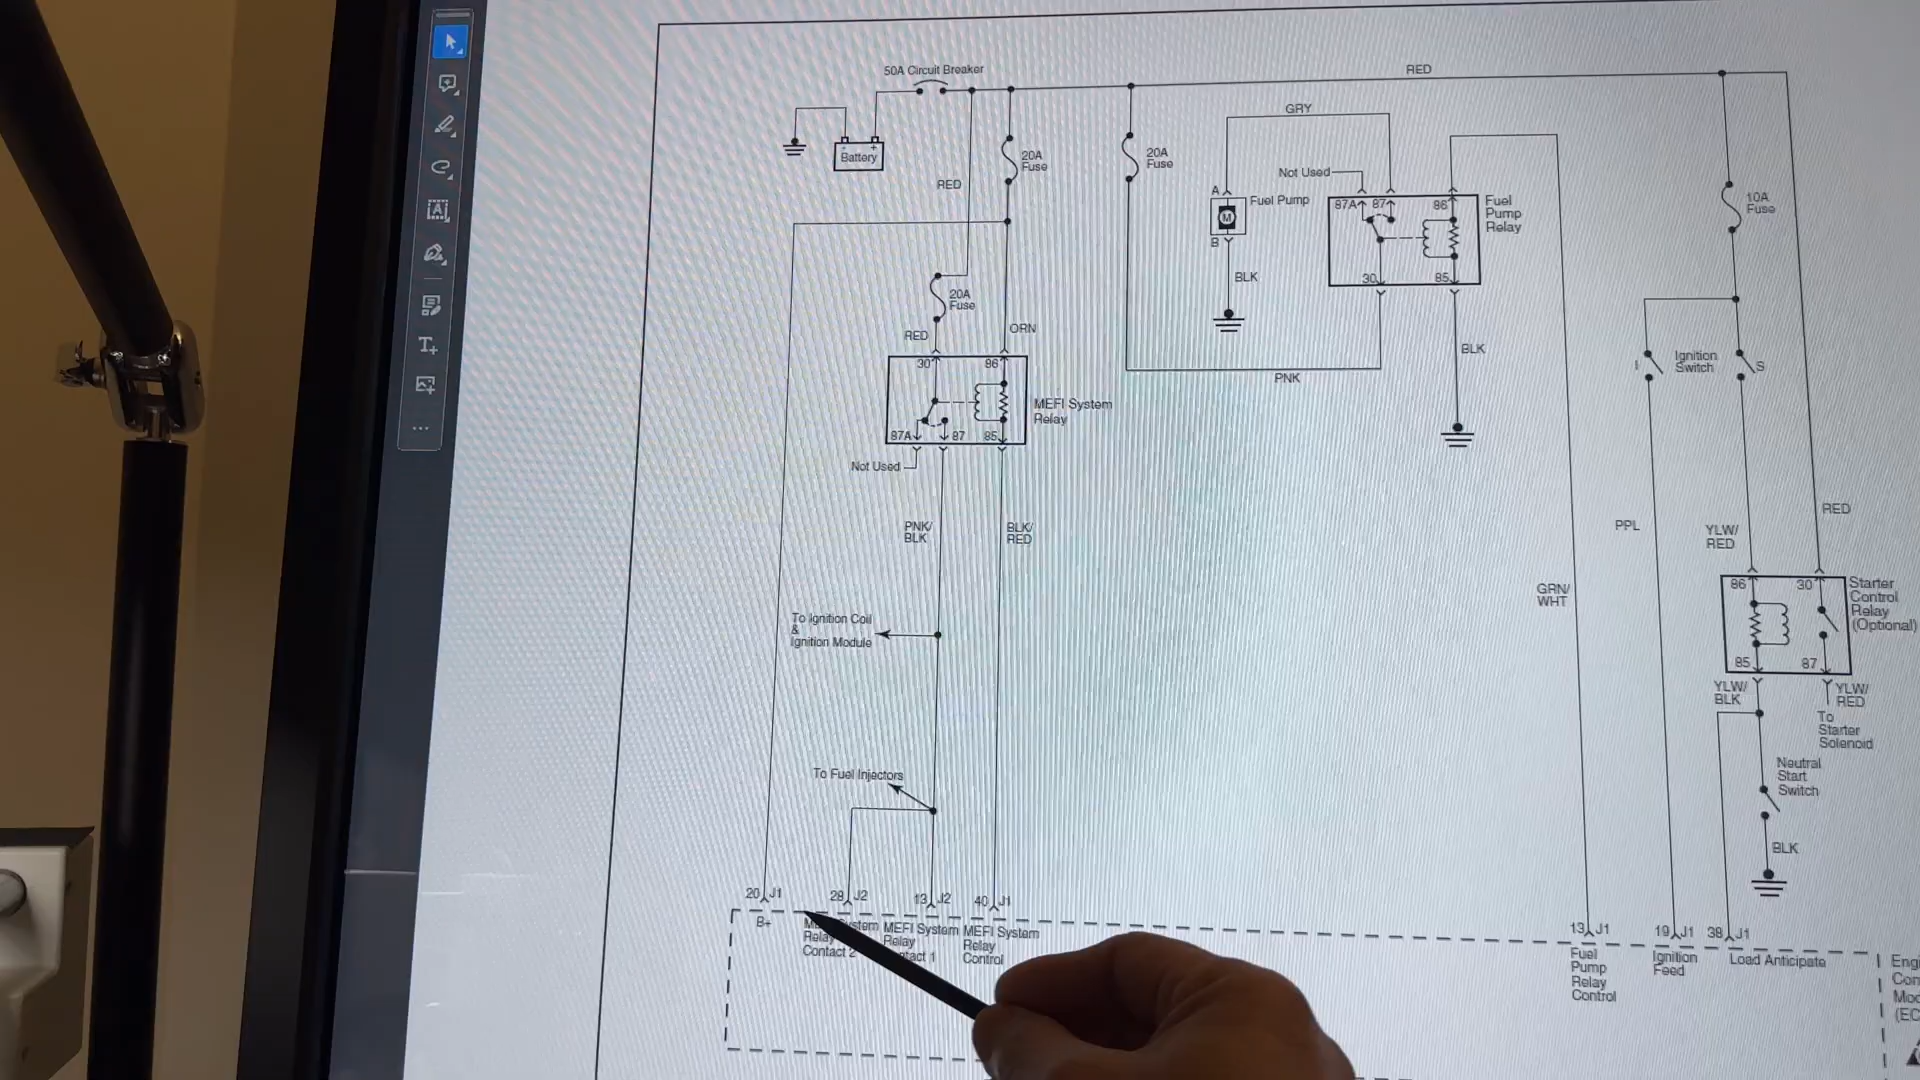 50A Circuit Breaker
RED
GRY
Battery
20A
Fuse
20A
Fuse
Not Used
RED
A
Fuel Pump
87A
87
86
Fuel
Pump
Relay
10A
Fuse
M
B
20A
Fuse
BLK
30
85
RED
ORN
BLK
I
Ignition
Switch
S
30
86
PNK
MEFI System
Relay
87A
87
85
Not Used
RED
PNK/
BLK
BLK/
RED
PPL
YLW/
RED
GRN/
WHT
86
30
Starter
Control
Relay
(Optional)
To Ignition Coil
&
Ignition Module
85
87
YLW/
BLK
YLW/
RED
To
Starter
Solenoid
To Fuel Injectors
Neutral
Start
Switch
BLK
20 J1
28 J2
13 J2
40 J1
13 J1
19 J1
38 J1
B+
Relay
Contact 2
MEFI System
Relay
MEFI System
Relay
Control
Fuel
Pump
Relay
Control
Ignition
Feed
Load Anticipate